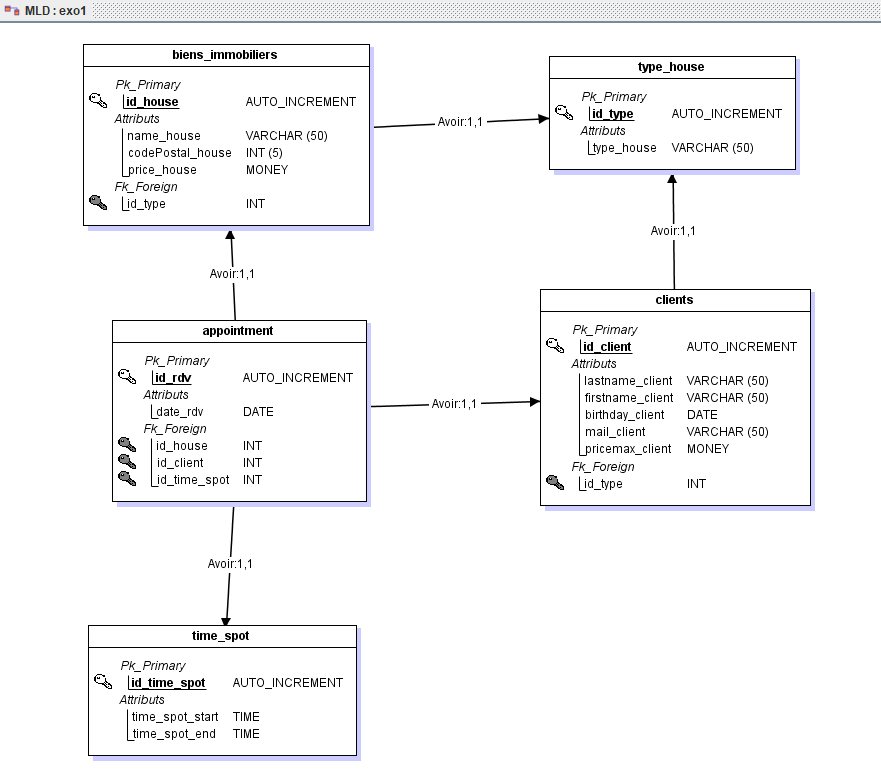 MLD : exo1
biens_immobiliers
Pk_Primary
id_house AUTO_INCREMENT
Attributs
name_house VARCHAR (50)
codePostal_house INT (5)
price_house MONEY
Fk_Foreign
id_type INT
Avoir:1,1
type_house
Pk_Primary
id_type AUTO_INCREMENT
Attributs
type_house VARCHAR (50)
Avoir:1,1
Avoir:1,1
appointment
Pk_Primary
id_rdv AUTO_INCREMENT
Attributs
date_rdv DATE
Fk_Foreign
id_house INT
id_client INT
id_time_spot INT
Avoir:1,1
clients
Pk_Primary
id_client AUTO_INCREMENT
Attributs
lastname_client VARCHAR (50)
firstname_client VARCHAR (50)
birthday_client DATE
mail_client VARCHAR (50)
pricemax_client MONEY
Fk_Foreign
id_type INT
Avoir:1,1
time_spot
Pk_Primary
id_time_spot AUTO_INCREMENT
Attributs
time_spot_start TIME
time_spot_end TIME